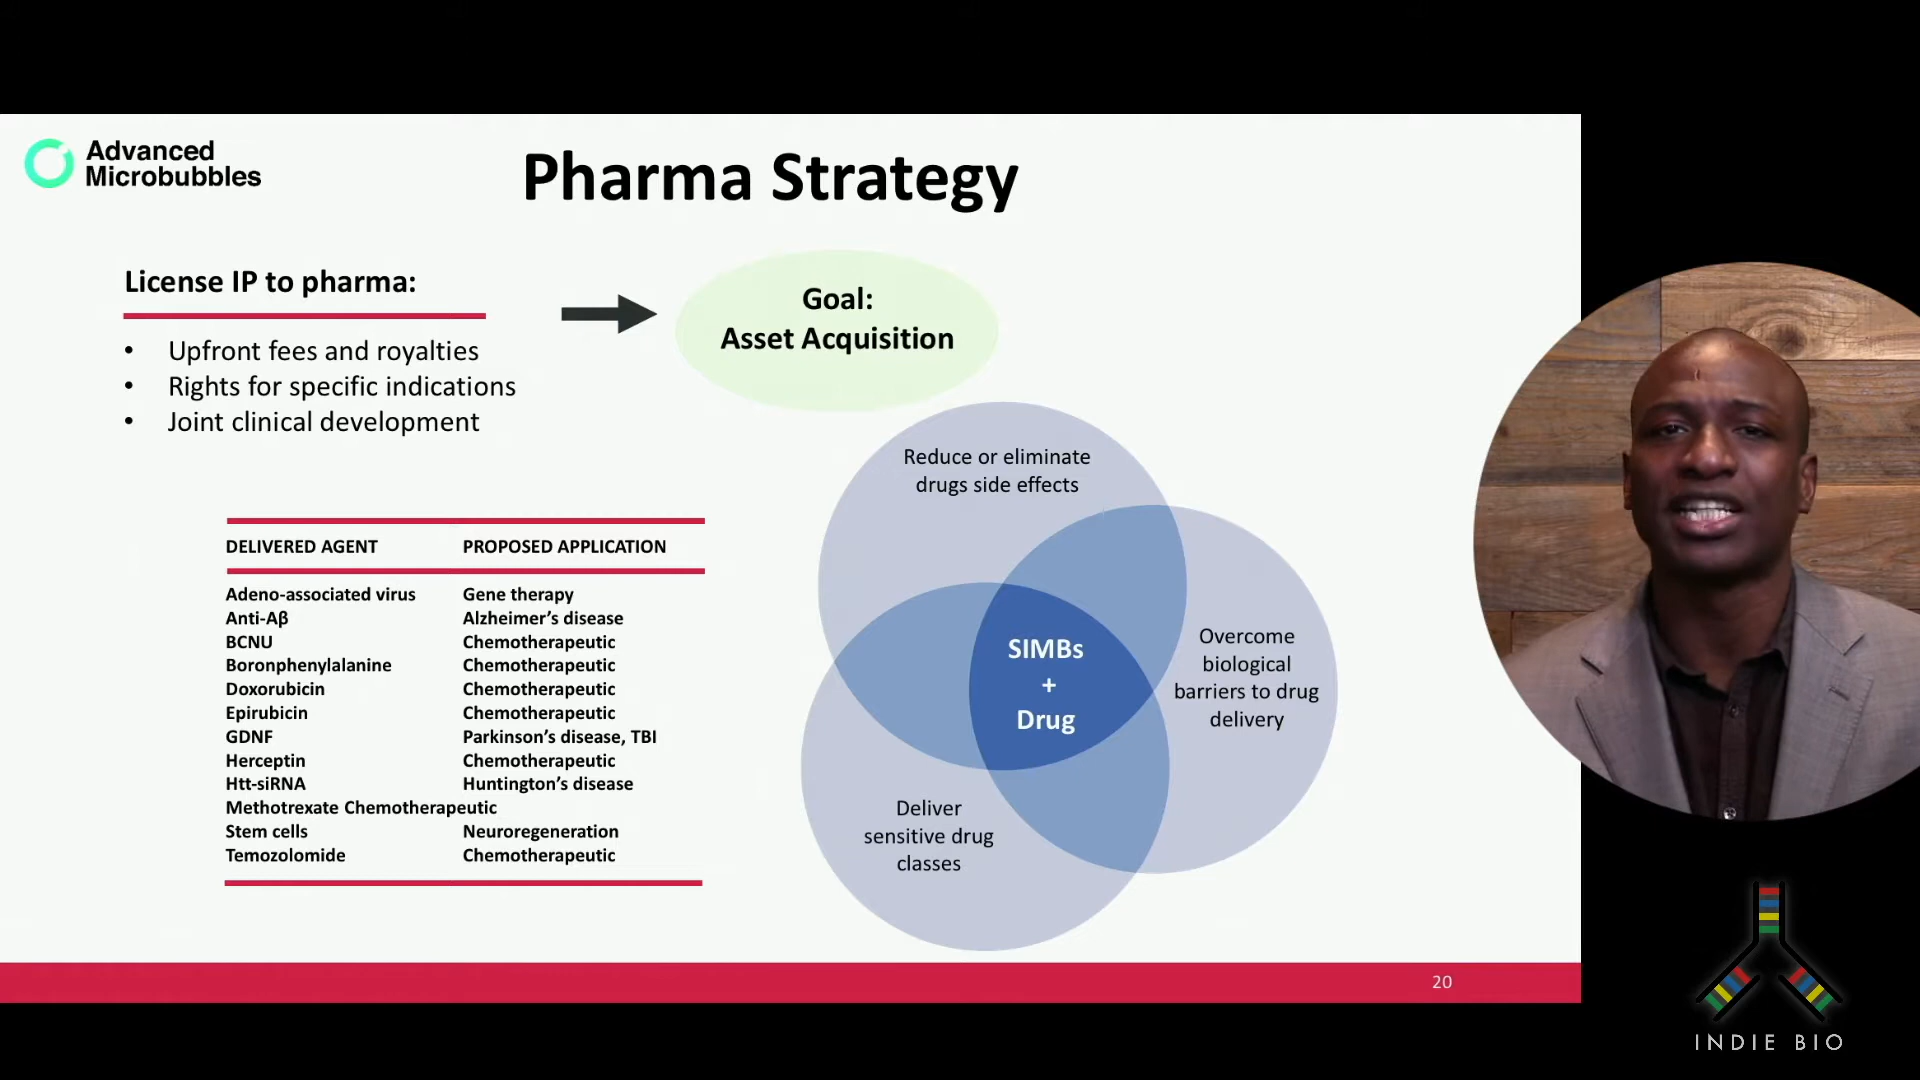 Advanced
Microbubbles
Pharma Strategy
License IP to pharma:
• Upfront fees and royalties
• Rights for specific indications
• Joint clinical development
Goal:
Asset Acquisition
DELIVERED AGENT PROPOSED APPLICATION
Adeno-associated virus Gene therapy
Anti-Aβ Alzheimer’s disease
BCNU Chemotherapeutic
Boronphenylalanine Chemotherapeutic
Doxorubicin Chemotherapeutic
Epirubicin Chemotherapeutic
GDNF Parkinson’s disease, TBI
Herceptin Chemotherapeutic
Htt-siRNA Huntington’s disease
Methotrexate Chemotherapeutic
Stem cells Neuroregeneration
Temozolomide Chemotherapeutic
Reduce or eliminate
drugs side effects
SIMBs
+
Drug
Overcome
biological
barriers to drug
delivery
Deliver
sensitive drug
classes
20
INDIE BIO